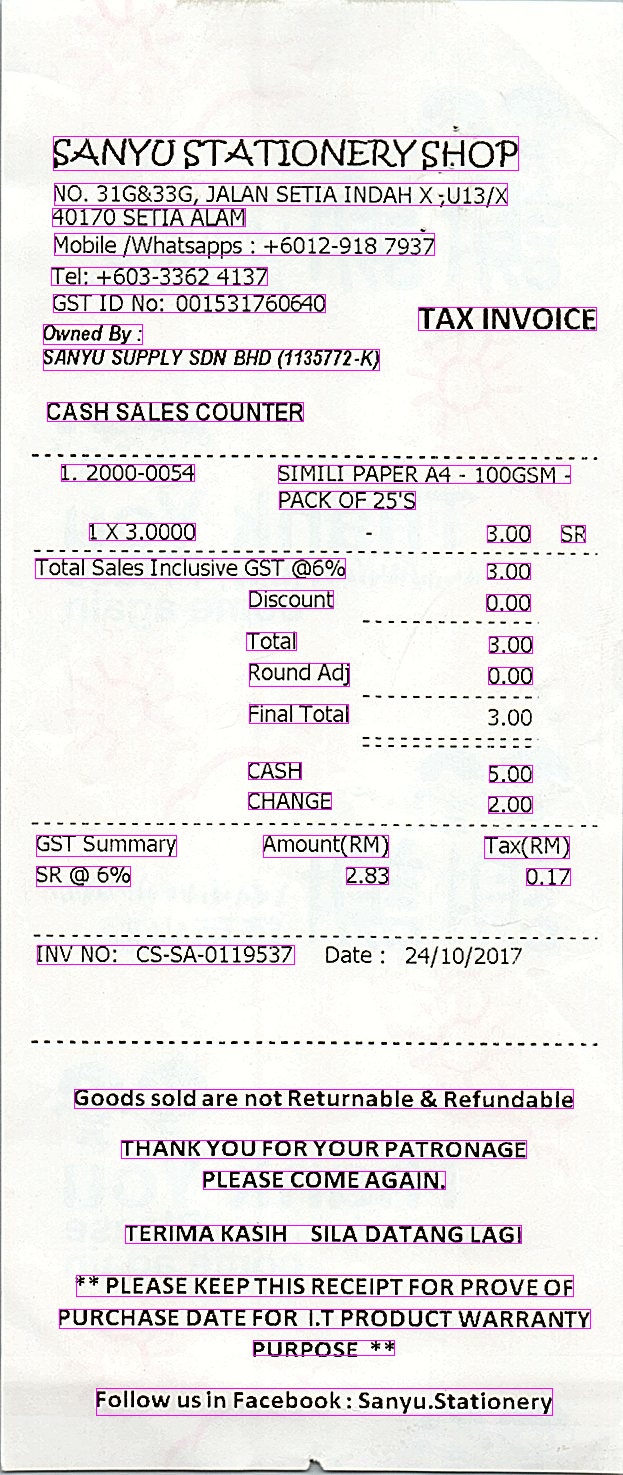 SANYU STATIONERY SHOP
NO. 31G&33G, JALAN SETIA INDAH X ,U13/X
40170 SETIA ALAM
Mobile /Whatsapps : +6012-918 7937
Tel: +603-3362 4137
GST ID No: 001531760640
TAX INVOICE
Owned By :
SANYU SUPPLY SDN BHD (1135772-K)
CASH SALES COUNTER
1. 2000-0054 SIMILI PAPER A4 - 100GSM -
PACK OF 25'S
1 X 3.0000 - 3.00 SR
Total Sales Inclusive GST @6% 3.00
Discount 0.00
Total 3.00
Round Adj 0.00
Final Total 3.00
CASH 5.00
CHANGE 2.00
GST Summary Amount(RM) Tax(RM)
SR @ 6% 2.83 0.17
INV NO: CS-SA-0119537 Date : 24/10/2017
Goods sold are not Returnable & Refundable
THANK YOU FOR YOUR PATRONAGE
PLEASE COME AGAIN.
TERIMA KASIH SILA DATANG LAGI
** PLEASE KEEP THIS RECEIPT FOR PROVE OF
PURCHASE DATE FOR I.T PRODUCT WARRANTY
PURPOSE **
Follow us in Facebook : Sanyu.Stationery